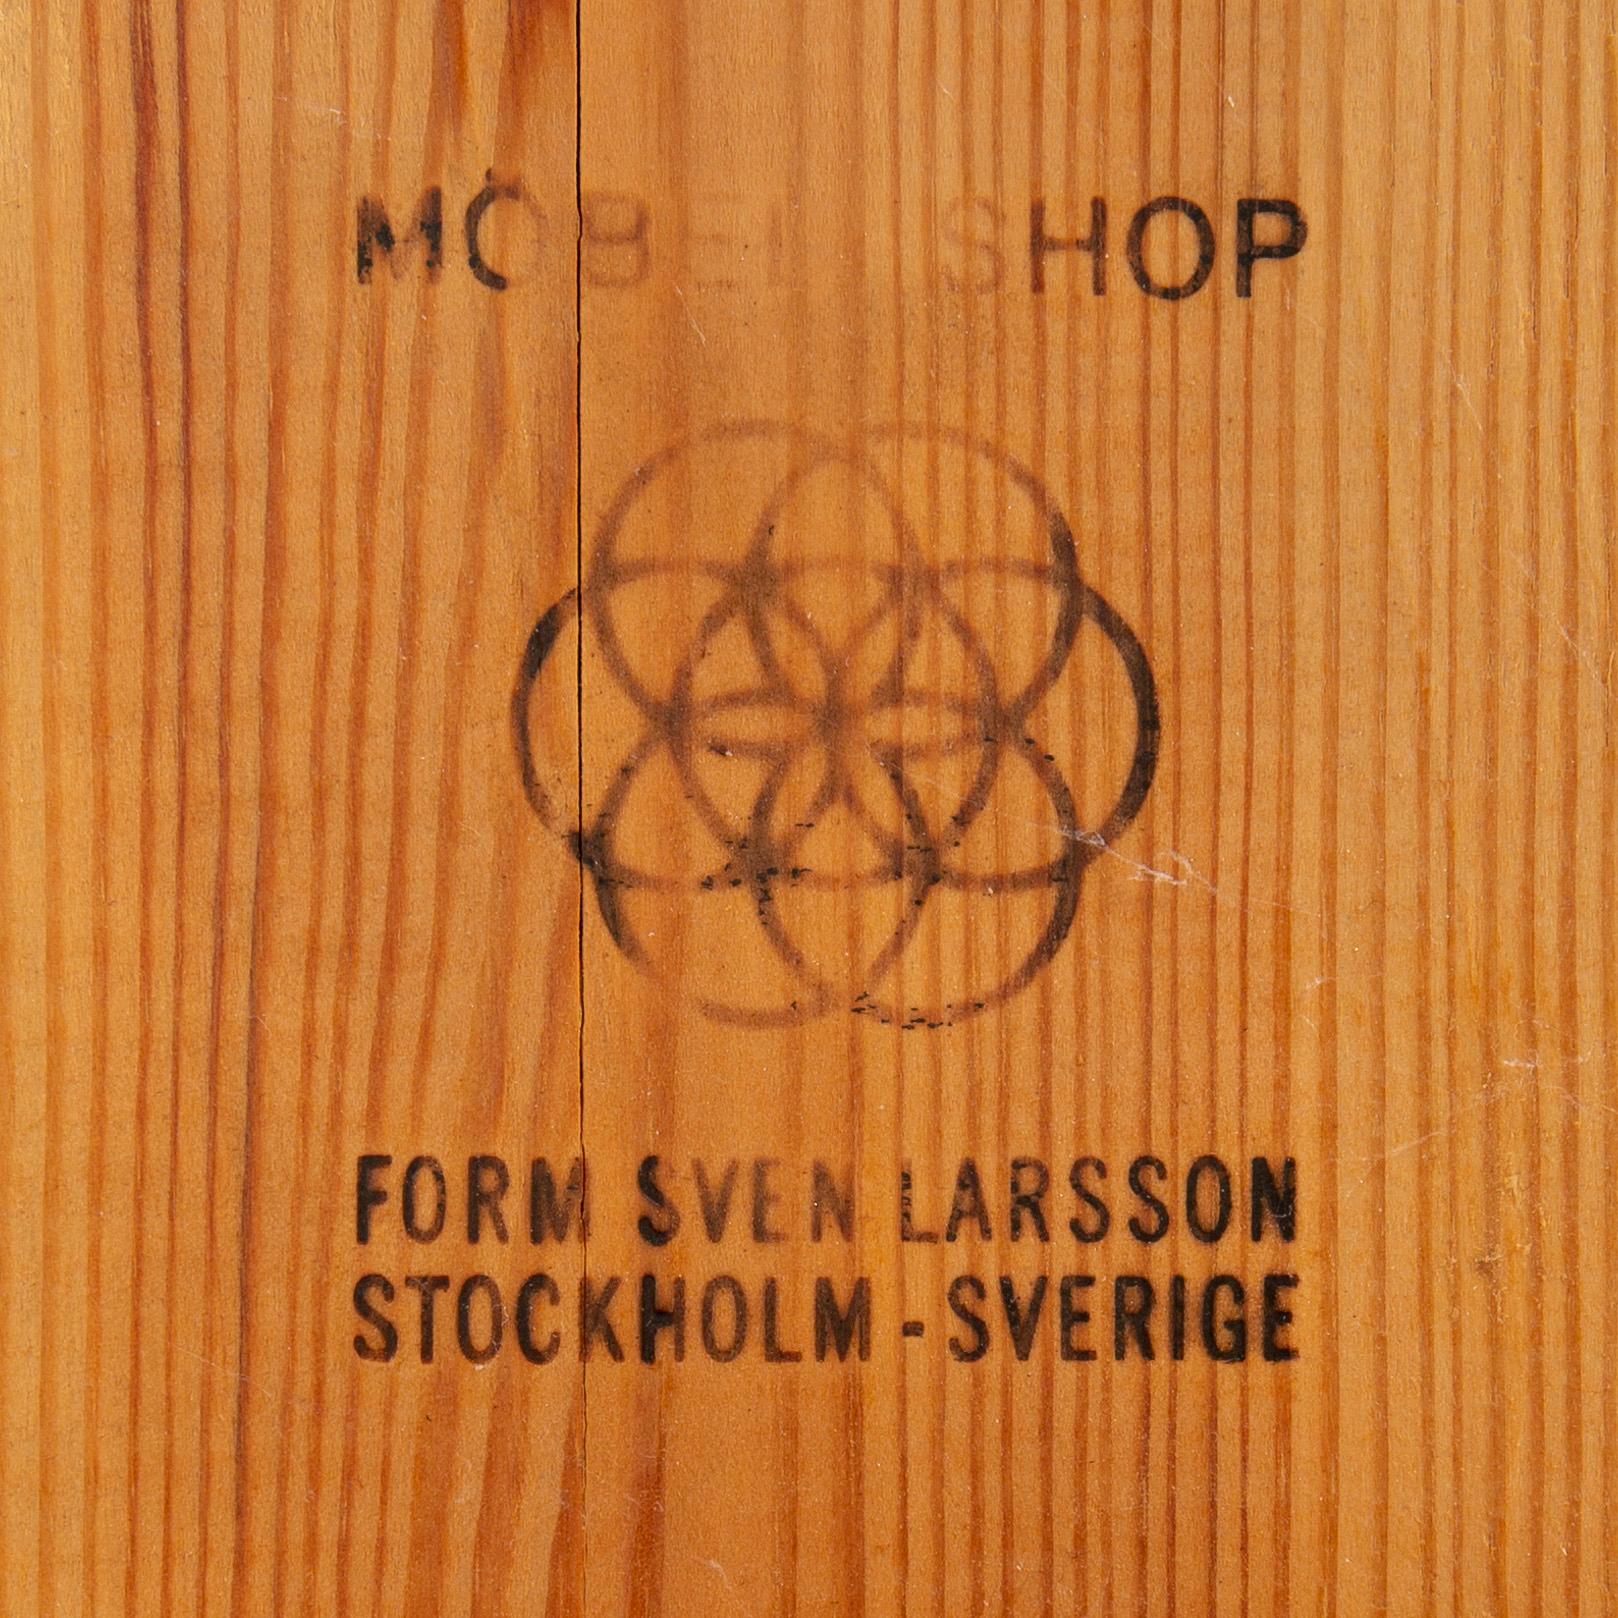 MÖBEL SHOP
FORM SVEN LARSSON
STOCKHOLM - SVERIGE